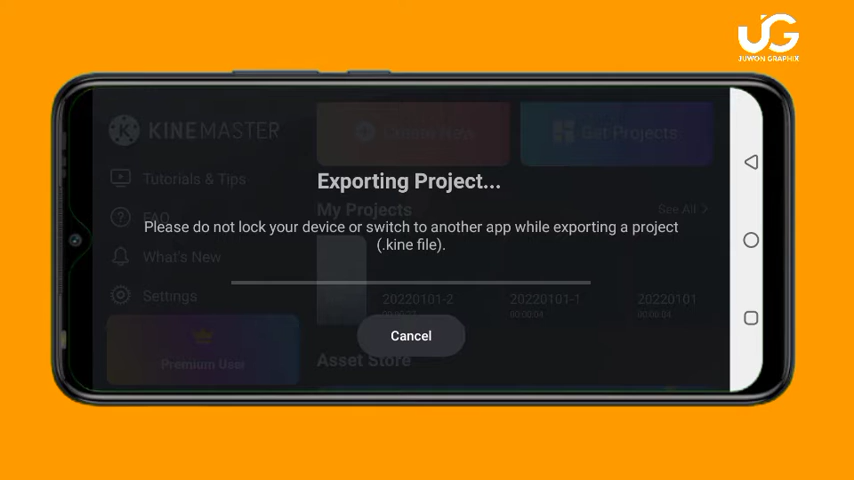 JUWON GRAPHIX
KINEMASTER
Create New
Get Projects
Tutorials & Tips
Exporting Project...
My Projects
See All
FAQ
Please do not lock your device or switch to another app while exporting a project
(.kine file).
What's New
Settings
20220101-2
20220101-1
20220101
00:00:04
Cancel
Premium User
Asset Store